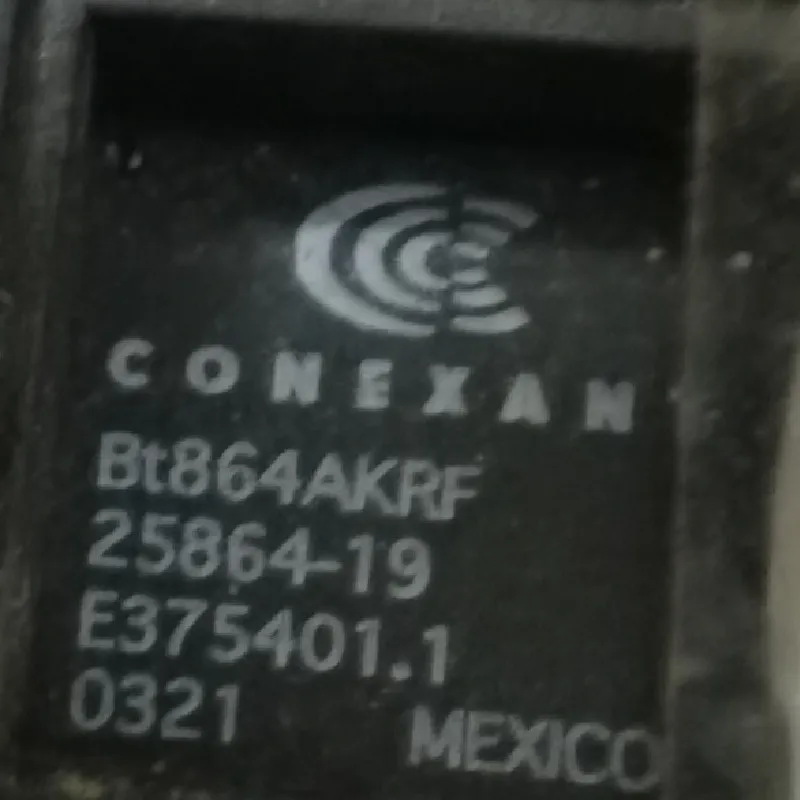 CONEXAN
Bt864AKRF
25864-19
E375401.1
0321 MEXICO